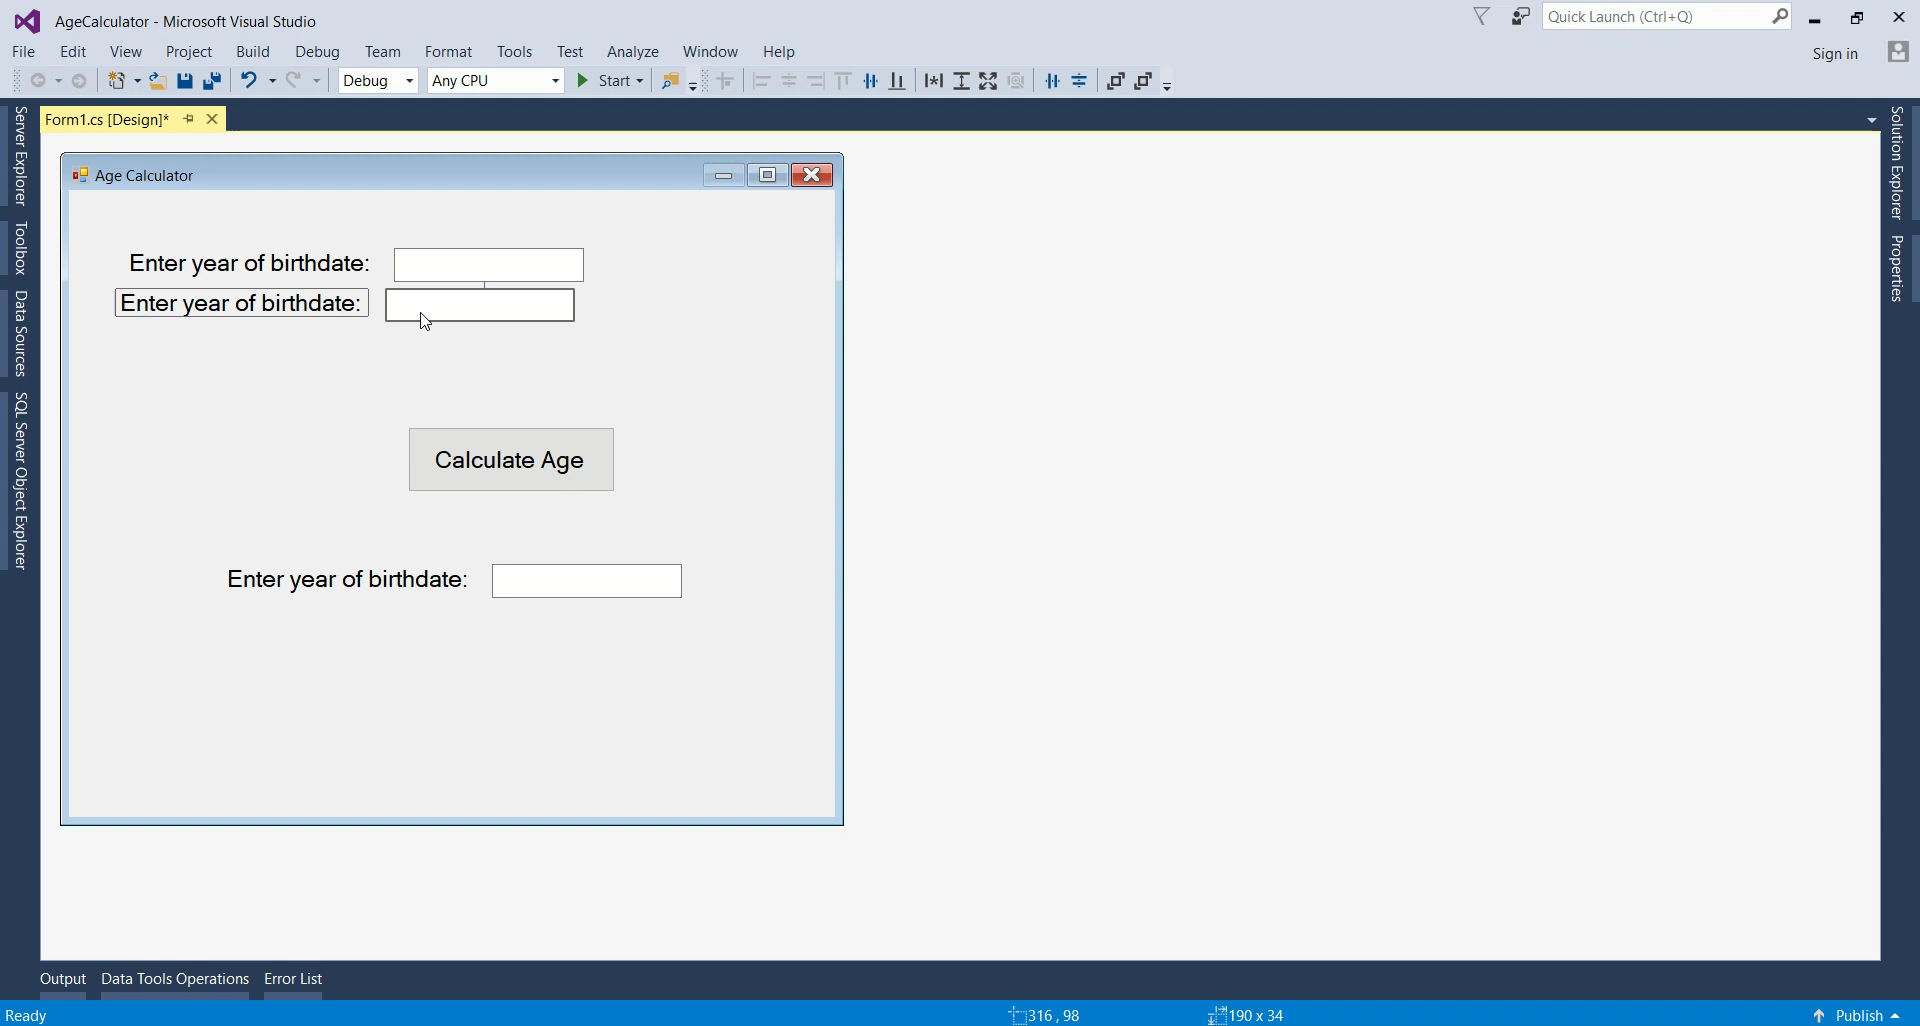 AgeCalculator - Microsoft Visual Studio
Quick Launch (Ctrl+Q)
File Edit View Project Build Debug Team Format Tools Test Analyze Window Help
Sign in
Debug Any CPU Start
Form1.cs [Design]*
Server Explorer
Toolbox
Data Sources
SQL Server Object Explorer
Solution Explorer
Properties
Age Calculator
Enter year of birthdate:
Enter year of birthdate:
Calculate Age
Enter year of birthdate:
Output Data Tools Operations Error List
Ready 316 , 98 190 x 34 Publish